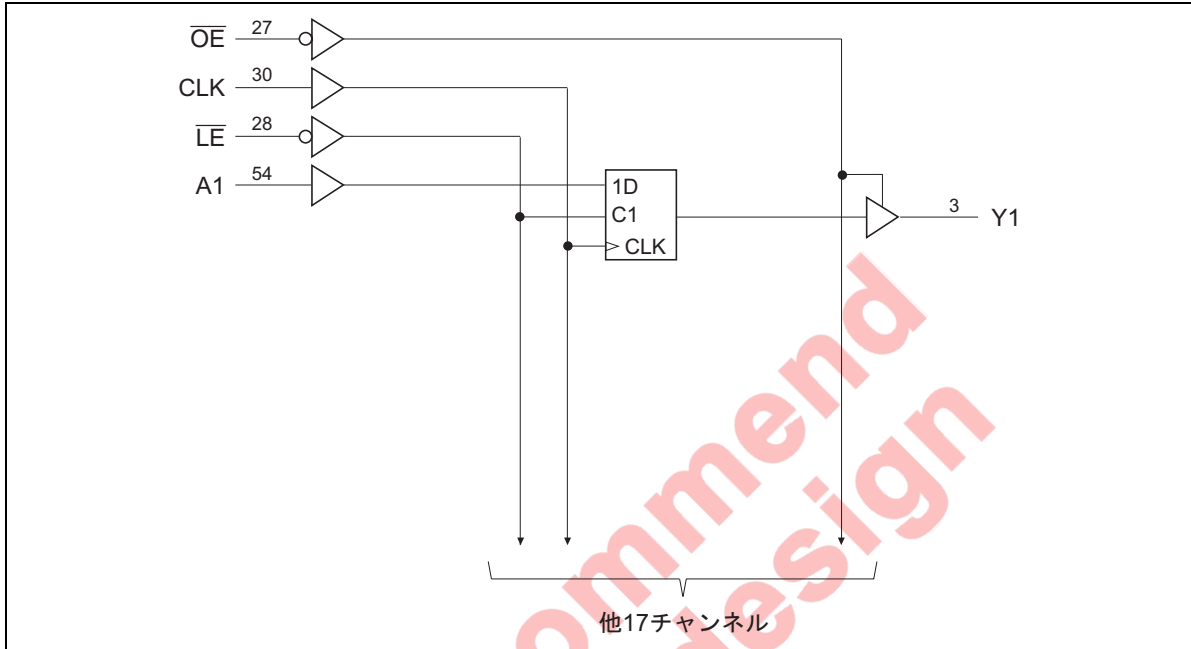 OE 27
CLK 30
LE 28
A1 54
1D
C1
CLK
3 Y1
ommend
design
他17チャンネル